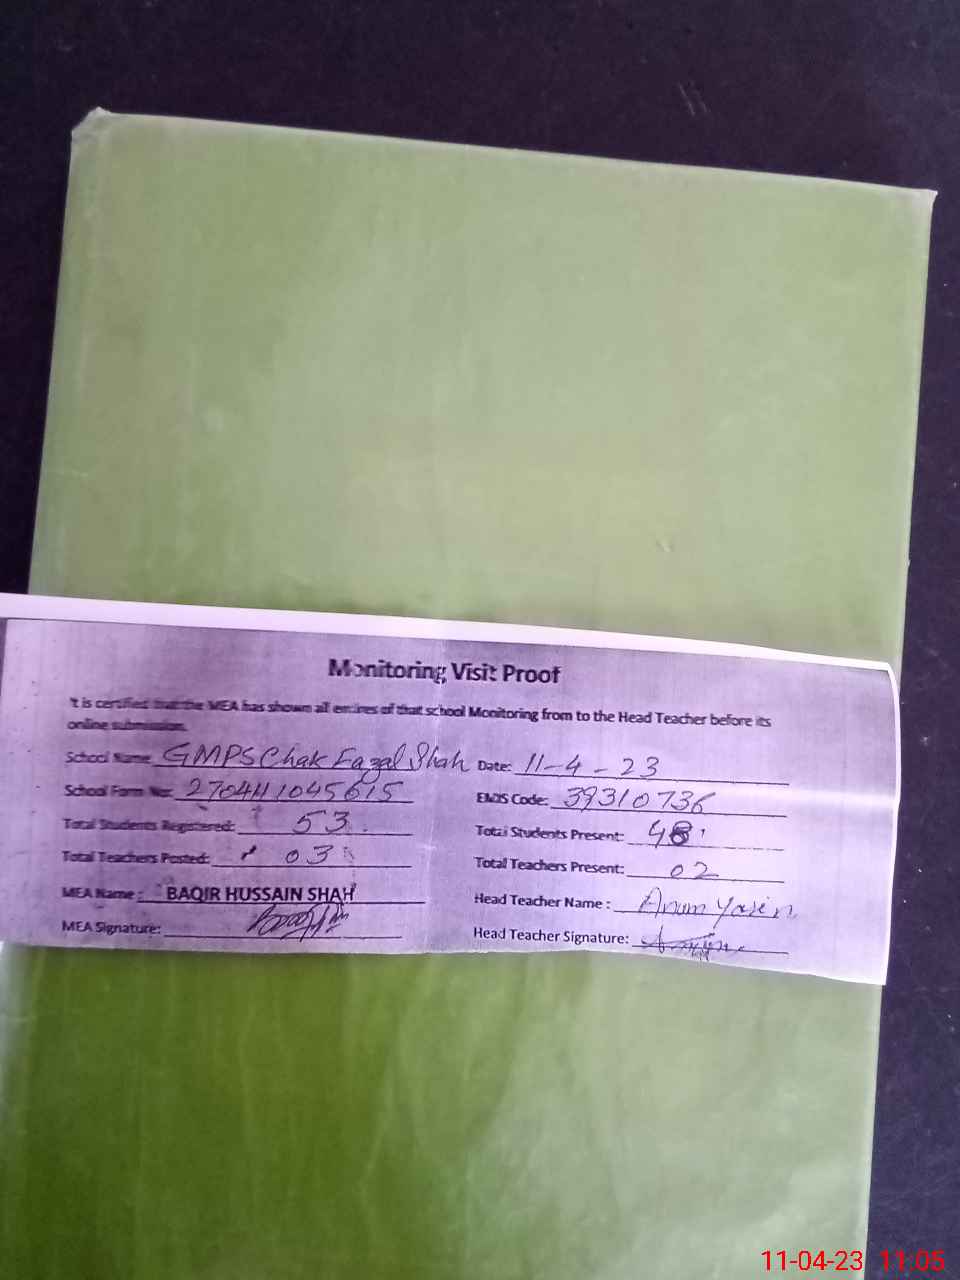 Monitoring Visit Proof
It is certified that the MEA has shown all entries of that school Monitoring from to the Head Teacher before its
online submission.
School Name GMPS Chak Fazal Shah Date: 11-4-23
School Form No: 270411045615 EMIS Code: 39310736
Total Students Registered: 53 Total Students Present: 48
Total Teachers Posted: 03 Total Teachers Present: 02
MEA Name: BAQIR HUSSAIN SHAH Head Teacher Name : Anum Yasin
MEA Signature: Head Teacher Signature:
11-04-23 11:05